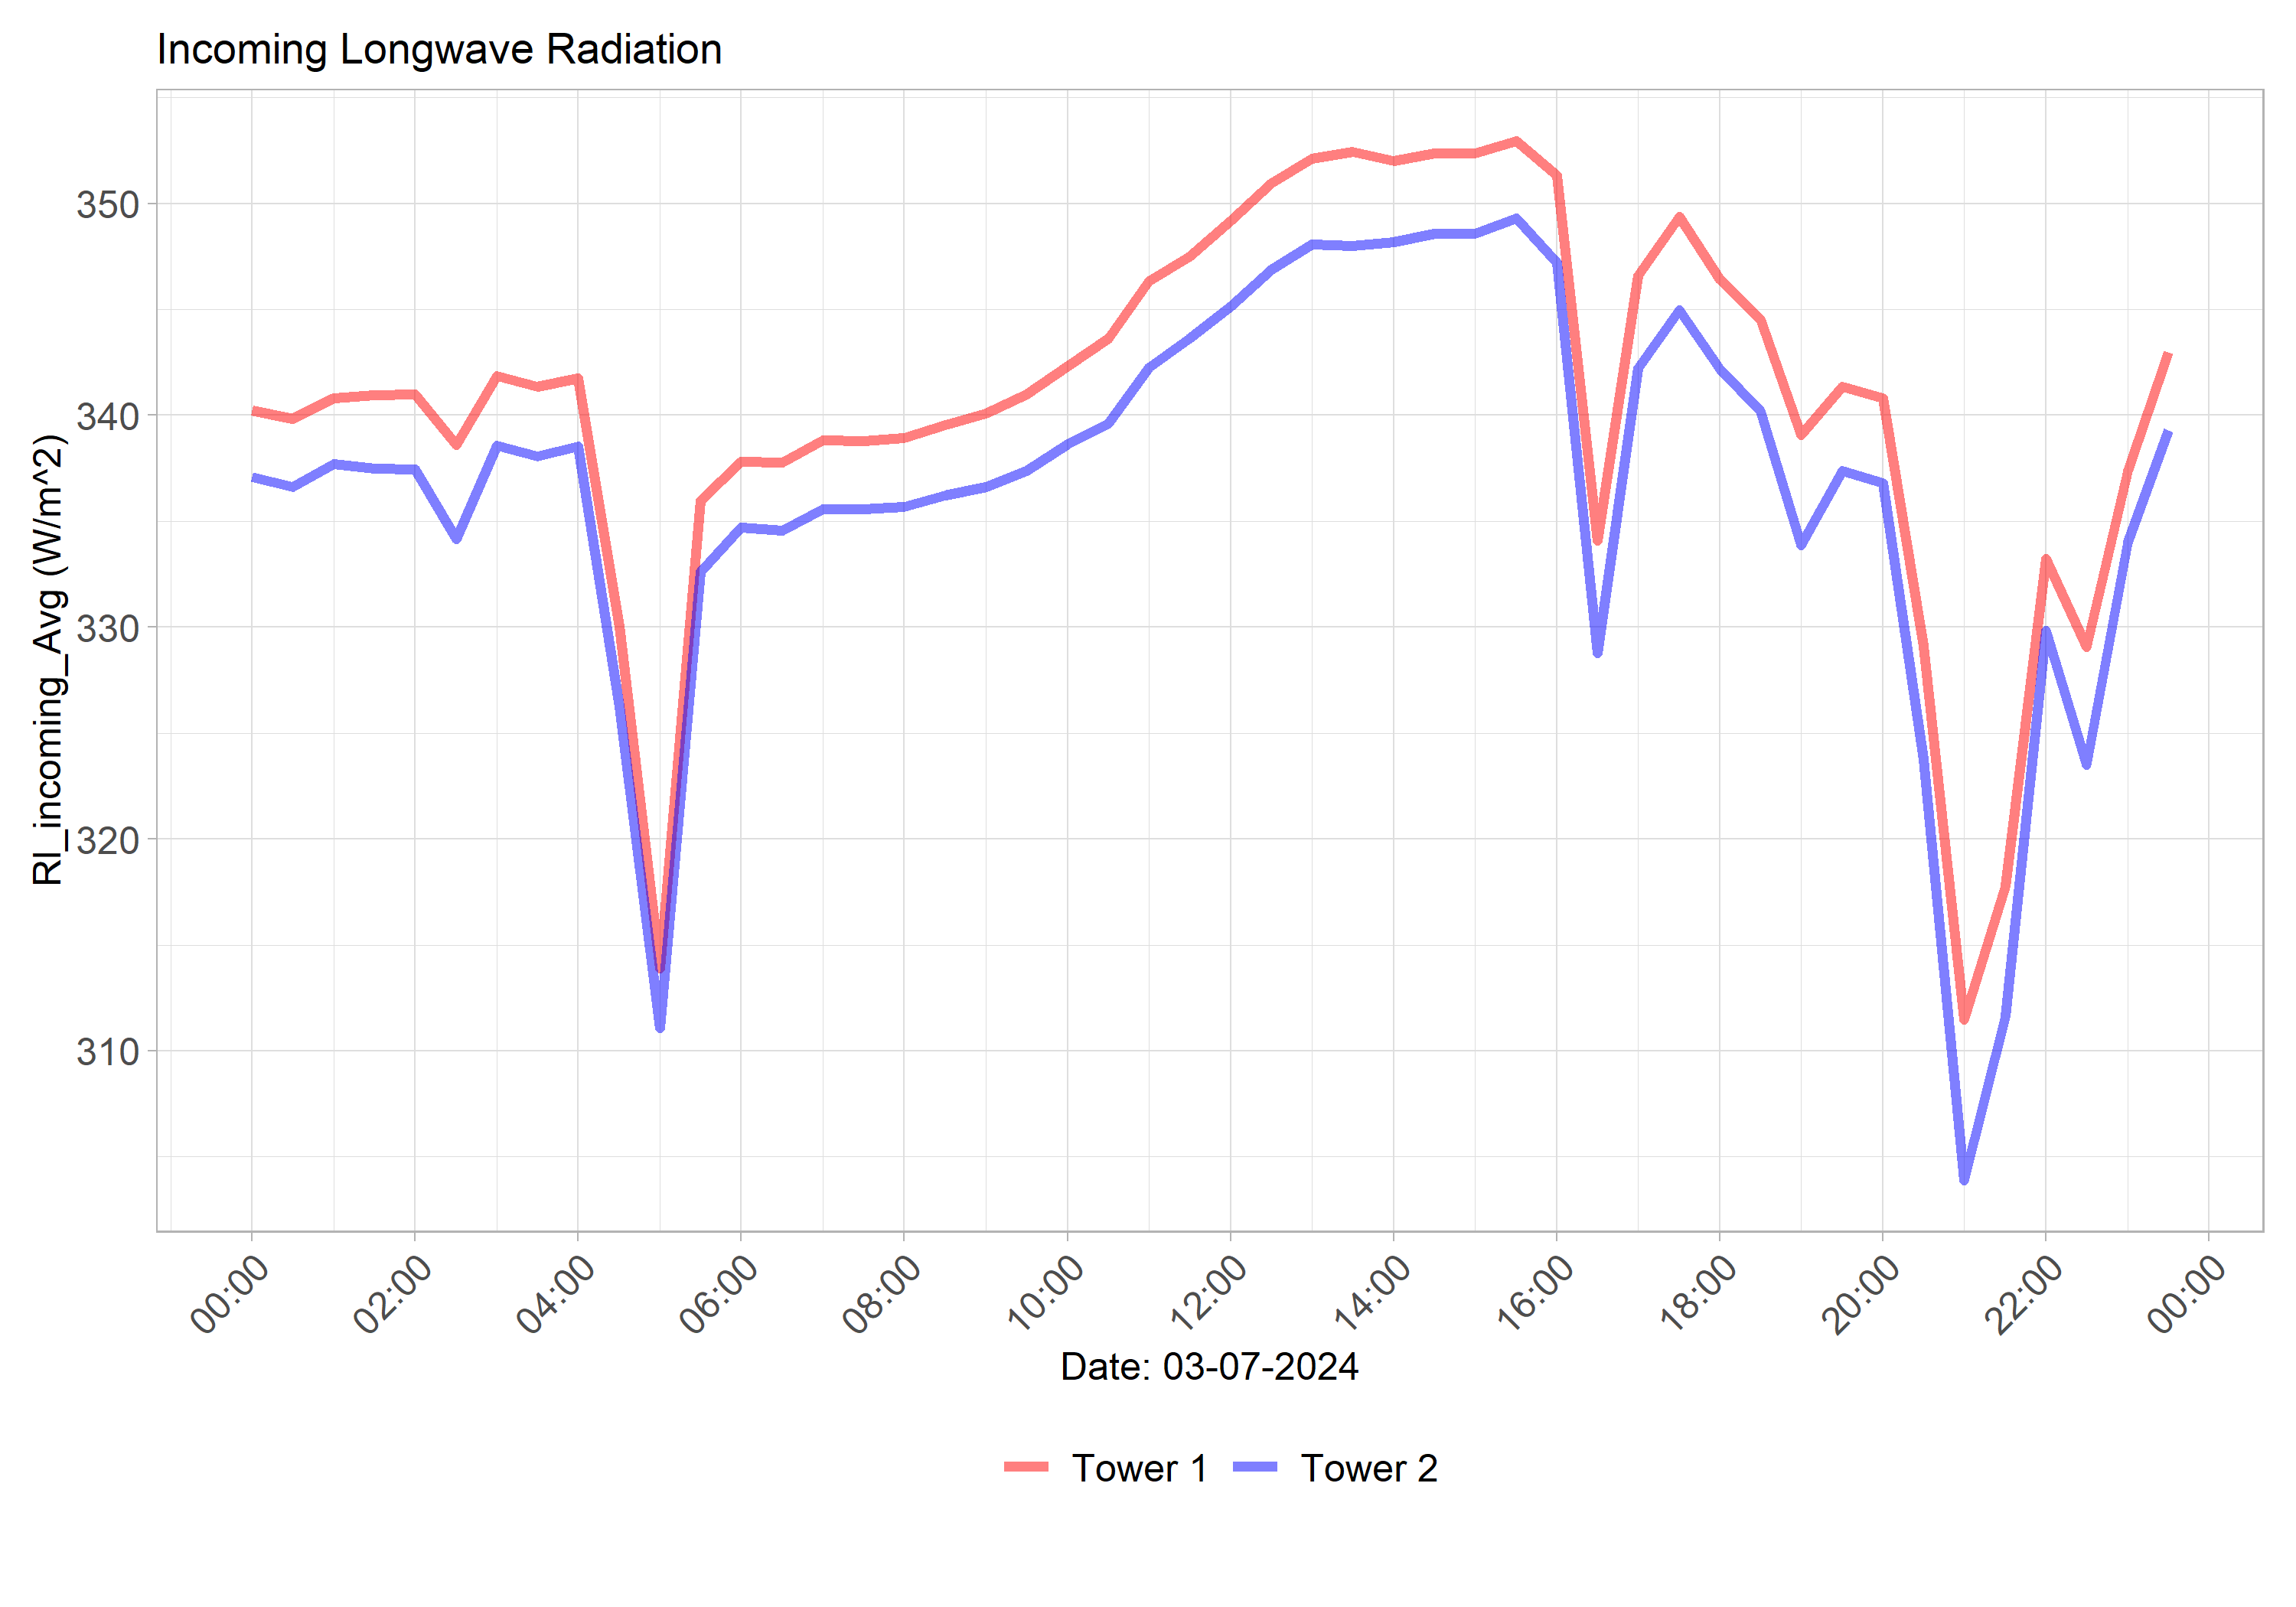 Incoming Longwave Radiation
Rl_incoming_Avg (W/m^2)
350
340
330
320
310
00:00 02:00 04:00 06:00 08:00 10:00 12:00 14:00 16:00 18:00 20:00 22:00 00:00
Date: 03-07-2024
Tower 1 Tower 2